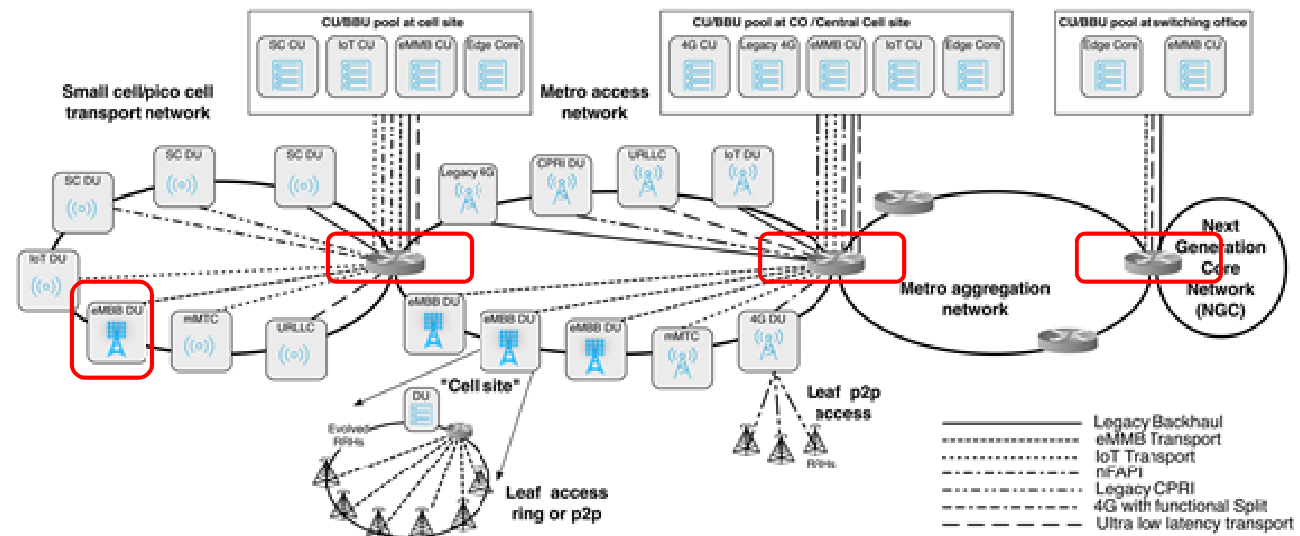 CU/BBU pool at cell site
SC CU
IoT CU
eMMB CU
Edge Core
CU/BBU pool at CO /Central Cell site
4G CU
Legacy 4G
eMMB CU
IoT CU
Edge Core
CU/BBU pool at switching office
Edge Core
eMMB CU
Small cell/pico cell
transport network
Metro access
network
SC DU
SC DU
SC DU
IoT DU
eMBB DU
mMTC
URLLC
Legacy 4G
CPRI DU
URLLC
IoT DU
eMBB DU
eMBB DU
eMBB DU
mMTC
4G DU
Metro aggregation
network
Next
Generation
Core
Network
(NGC)
"Cell site"
DU
Evolved
RRHs
Leaf access
ring or p2p
Leaf p2p
access
RRHs
Legacy Backhaul
eMMB Transport
IoT Transport
nFAPI
Legacy CPRI
4G with functional Split
Ultra low latency transport